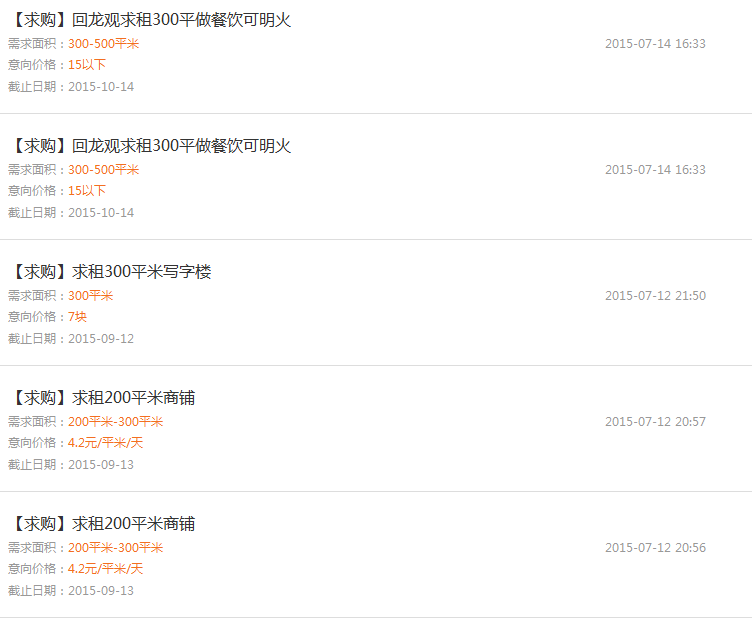 【求购】回龙观求租300平做餐饮可明火
需求面积：300-500平米 2015-07-14 16:33
意向价格：15以下
截止日期：2015-10-14
【求购】回龙观求租300平做餐饮可明火
需求面积：300-500平米 2015-07-14 16:33
意向价格：15以下
截止日期：2015-10-14
【求购】求租300平米写字楼
需求面积：300平米 2015-07-12 21:50
意向价格：7块
截止日期：2015-09-12
【求购】求租200平米商铺
需求面积：200平米-300平米 2015-07-12 20:57
意向价格：4.2元/平米/天
截止日期：2015-09-13
【求购】求租200平米商铺
需求面积：200平米-300平米 2015-07-12 20:56
意向价格：4.2元/平米/天
截止日期：2015-09-13